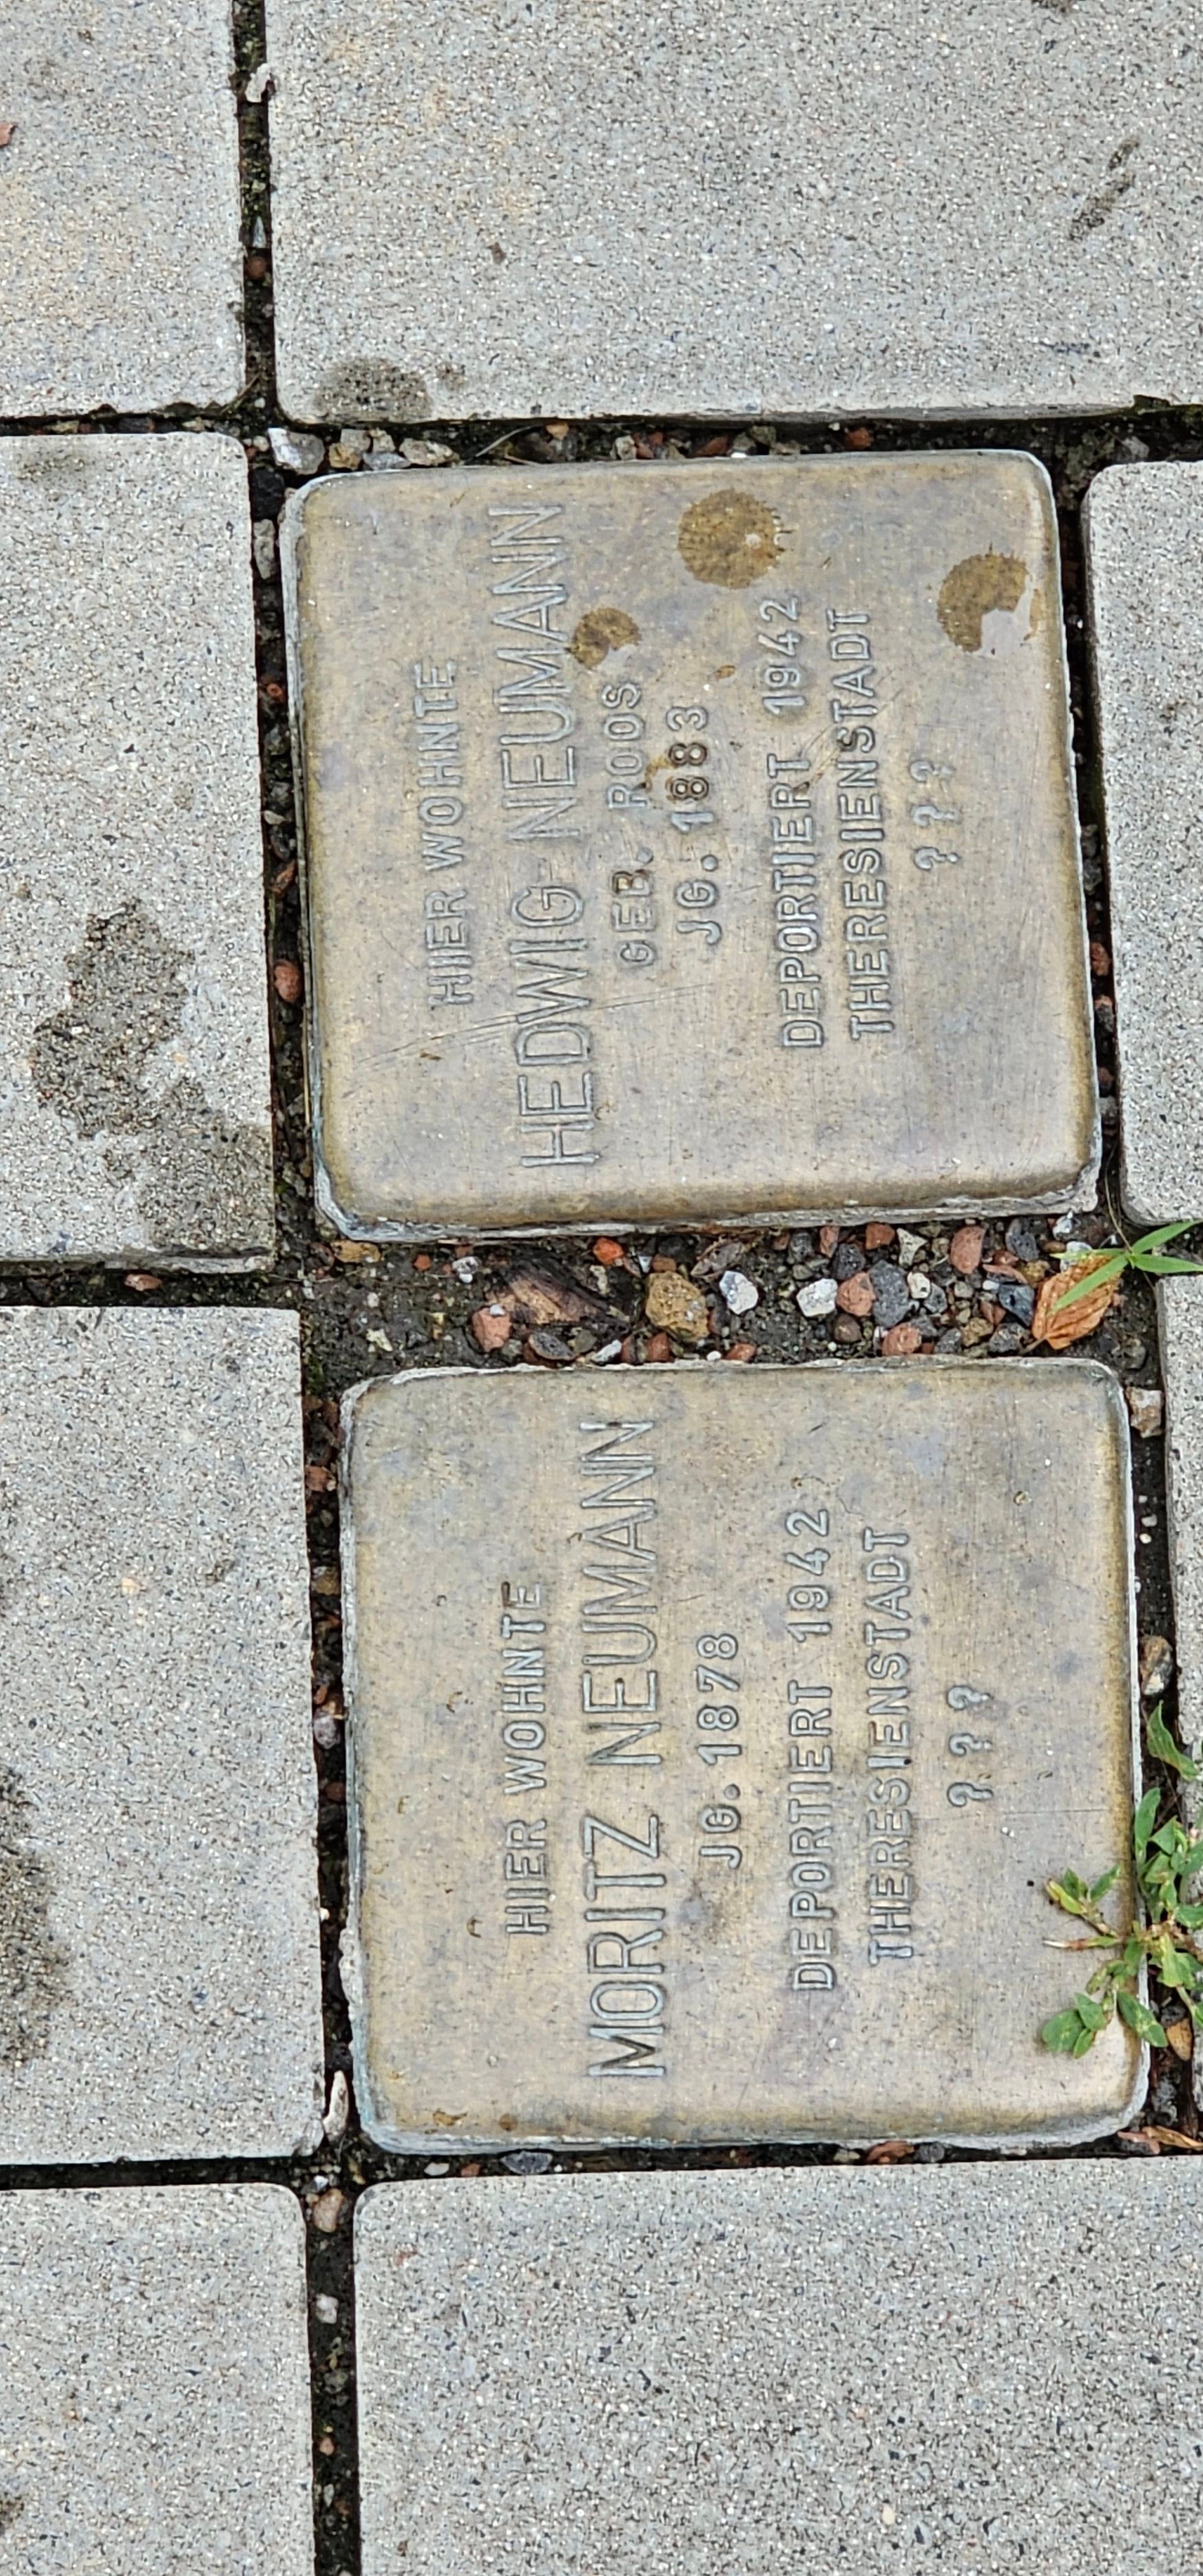 HIER WOHNTE
MORITZ NEUMANN
JG. 1878
DEPORTIERT 1942
THERESIENSTADT
? ? ?
HIER WOHNTE
HEDWIG NEUMANN
GEB. ROOS
JG. 1883
DEPORTIERT 1942
THERESIENSTADT
? ? ?